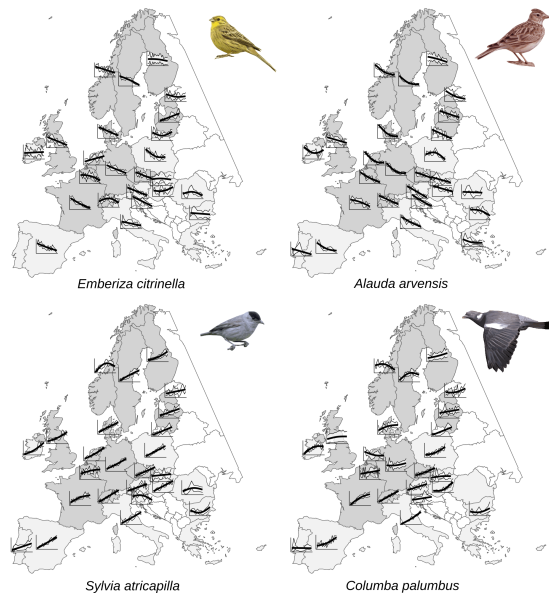 Emberiza citrinella
Alauda arvensis
Sylvia atricapilla
Columba palumbus